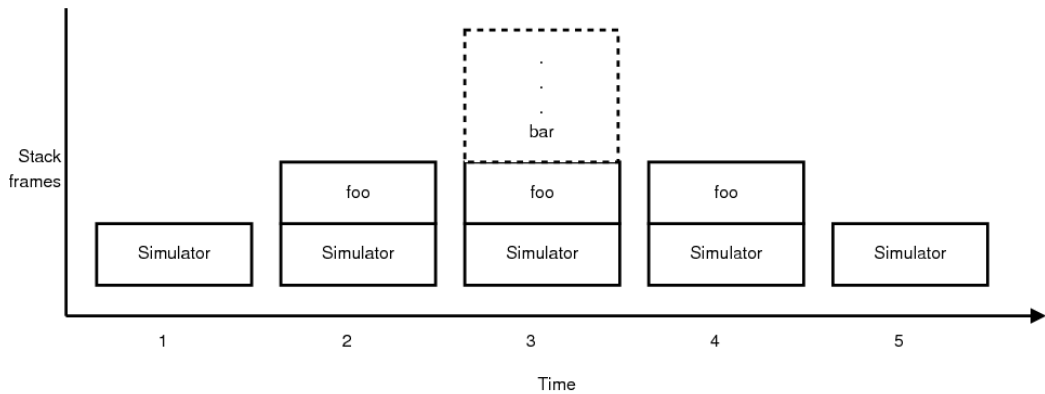 .
.
.
bar
Stack
frames
foo
foo
foo
Simulator
Simulator
Simulator
Simulator
Simulator
1
2
3
4
5
Time